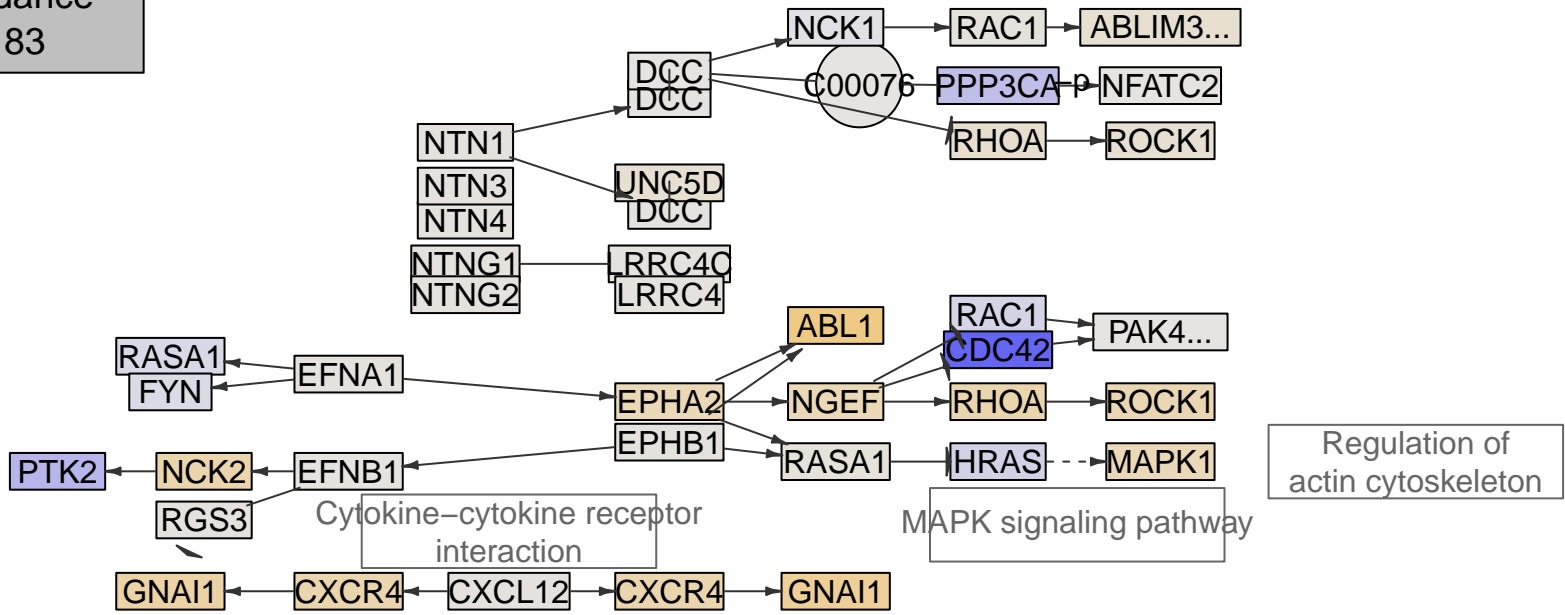 83
NCK1
RAC1
ABLIM3...
DCC
DCC
C00076
PPP3CA
+p
NFATC2
NTN1
RHOA
ROCK1
NTN3
UNC5D
NTN4
DCC
NTNG1
LRRC4C
NTNG2
LRRC4
ABL1
RAC1
PAK4...
RASA1
CDC42
EFNA1
FYN
EPHA2
NGEF
RHOA
ROCK1
EPHB1
RASA1
HRAS
MAPK1
PTK2
NCK2
EFNB1
Regulation of
actin cytoskeleton
RGS3
Cytokine−cytokine receptor
interaction
MAPK signaling pathway
GNAI1
CXCR4
CXCL12
CXCR4
GNAI1